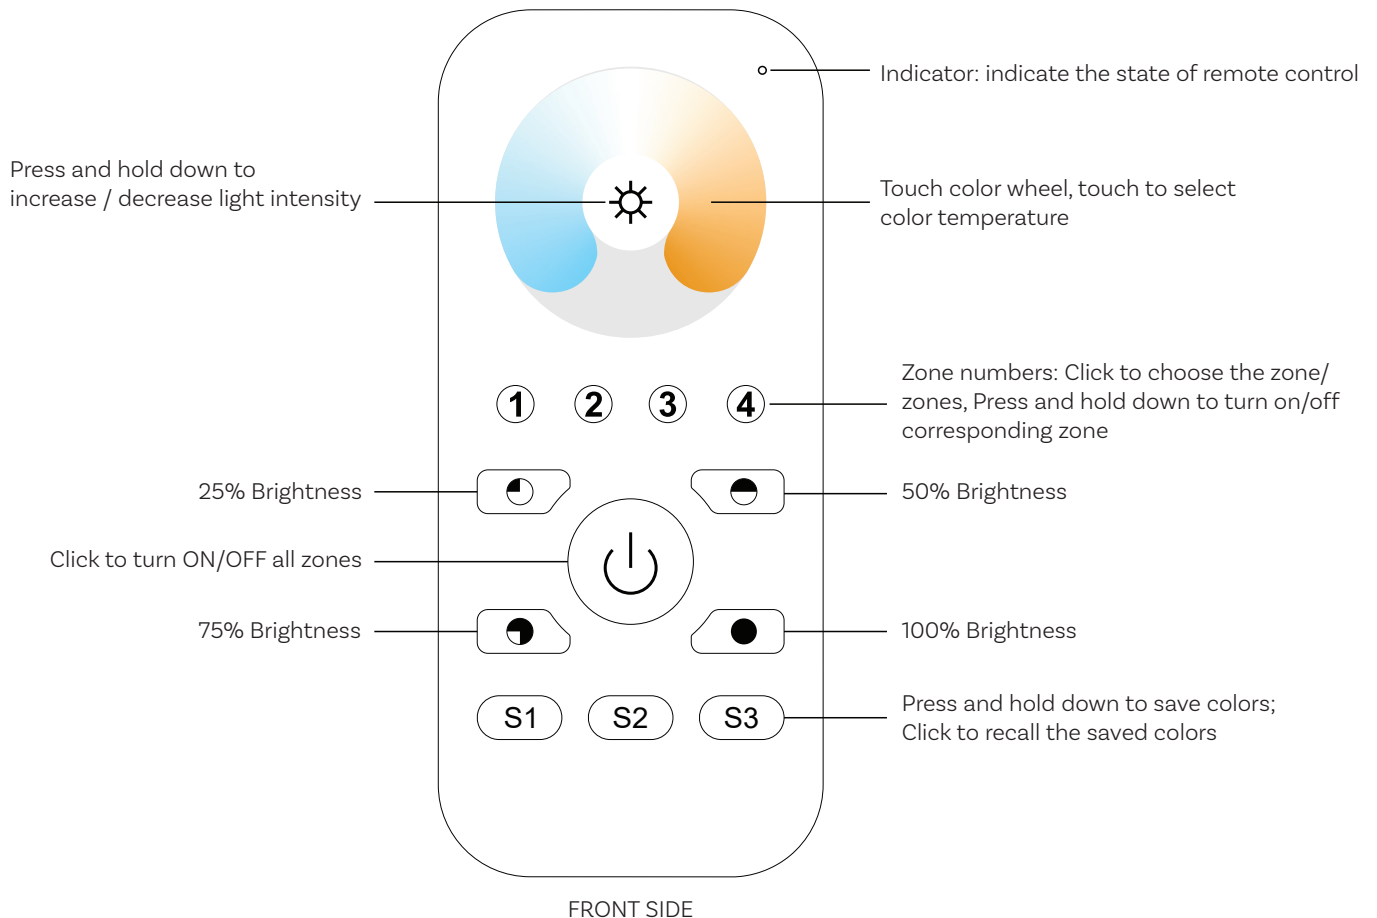 Indicator: indicate the state of remote control
Press and hold down to
increase / decrease light intensity
Touch color wheel, touch to select
color temperature
Zone numbers: Click to choose the zone/
zones, Press and hold down to turn on/off
corresponding zone
1 2 3 4
25% Brightness
50% Brightness
Click to turn ON/OFF all zones
75% Brightness
100% Brightness
S1 S2 S3
Press and hold down to save colors;
Click to recall the saved colors
FRONT SIDE